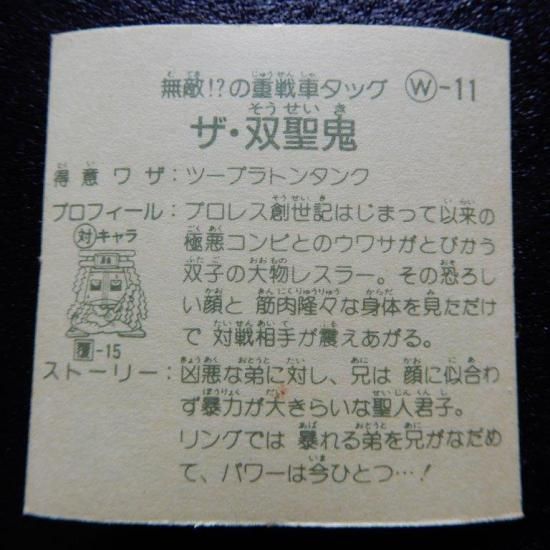 無敵!?の重戦車タッグ Ⓦ-11
ザ・双聖鬼
得意ワザ:ツープラトンタンク
プロフィール:プロレス創世記はじまって以来の
極悪コンビとのウワサがとびかう
双子の大物レスラー。その恐ろし
い顔と筋肉隆々な身体を見ただけ
で対戦相手が震えあがる。
対キャラ
覆-15
ストーリー:凶悪な弟に対し、兄は顔に似合わ
ず暴力が大きらいな聖人君子。
リングでは暴れる弟を兄がなだめ
て、パワーは今ひとつ…!